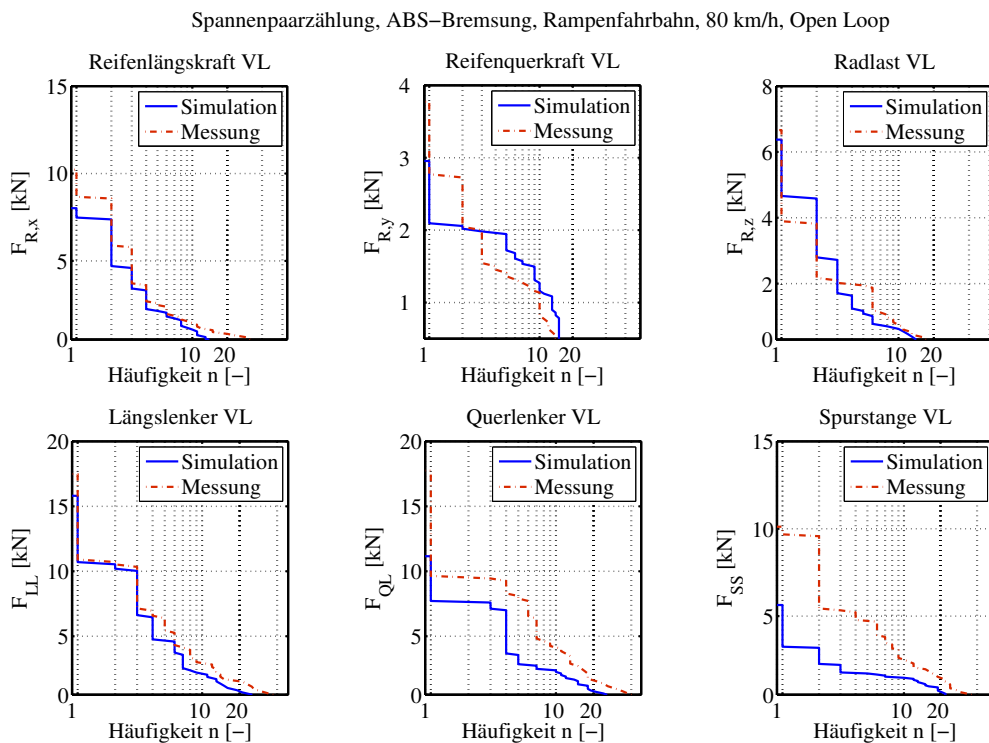 Spannenpaarzählung, ABS−Bremsung, Rampenfahrbahn, 80 km/h, Open Loop
Reifenlängskraft VL
15
10
5
0
F_R,x [kN]
Simulation
Messung
1
10
20
Häufigkeit n [−]
Reifenquerkraft VL
4
3
2
1
F_R,y [kN]
Simulation
Messung
1
10
20
Häufigkeit n [−]
Radlast VL
8
6
4
2
0
F_R,z [kN]
Simulation
Messung
1
10
20
Häufigkeit n [−]
Längslenker VL
20
15
10
5
0
F_LL [kN]
Simulation
Messung
1
10
20
Häufigkeit n [−]
Querlenker VL
20
15
10
5
0
F_QL [kN]
Simulation
Messung
1
10
20
Häufigkeit n [−]
Spurstange VL
15
10
5
0
F_SS [kN]
Simulation
Messung
1
10
20
Häufigkeit n [−]